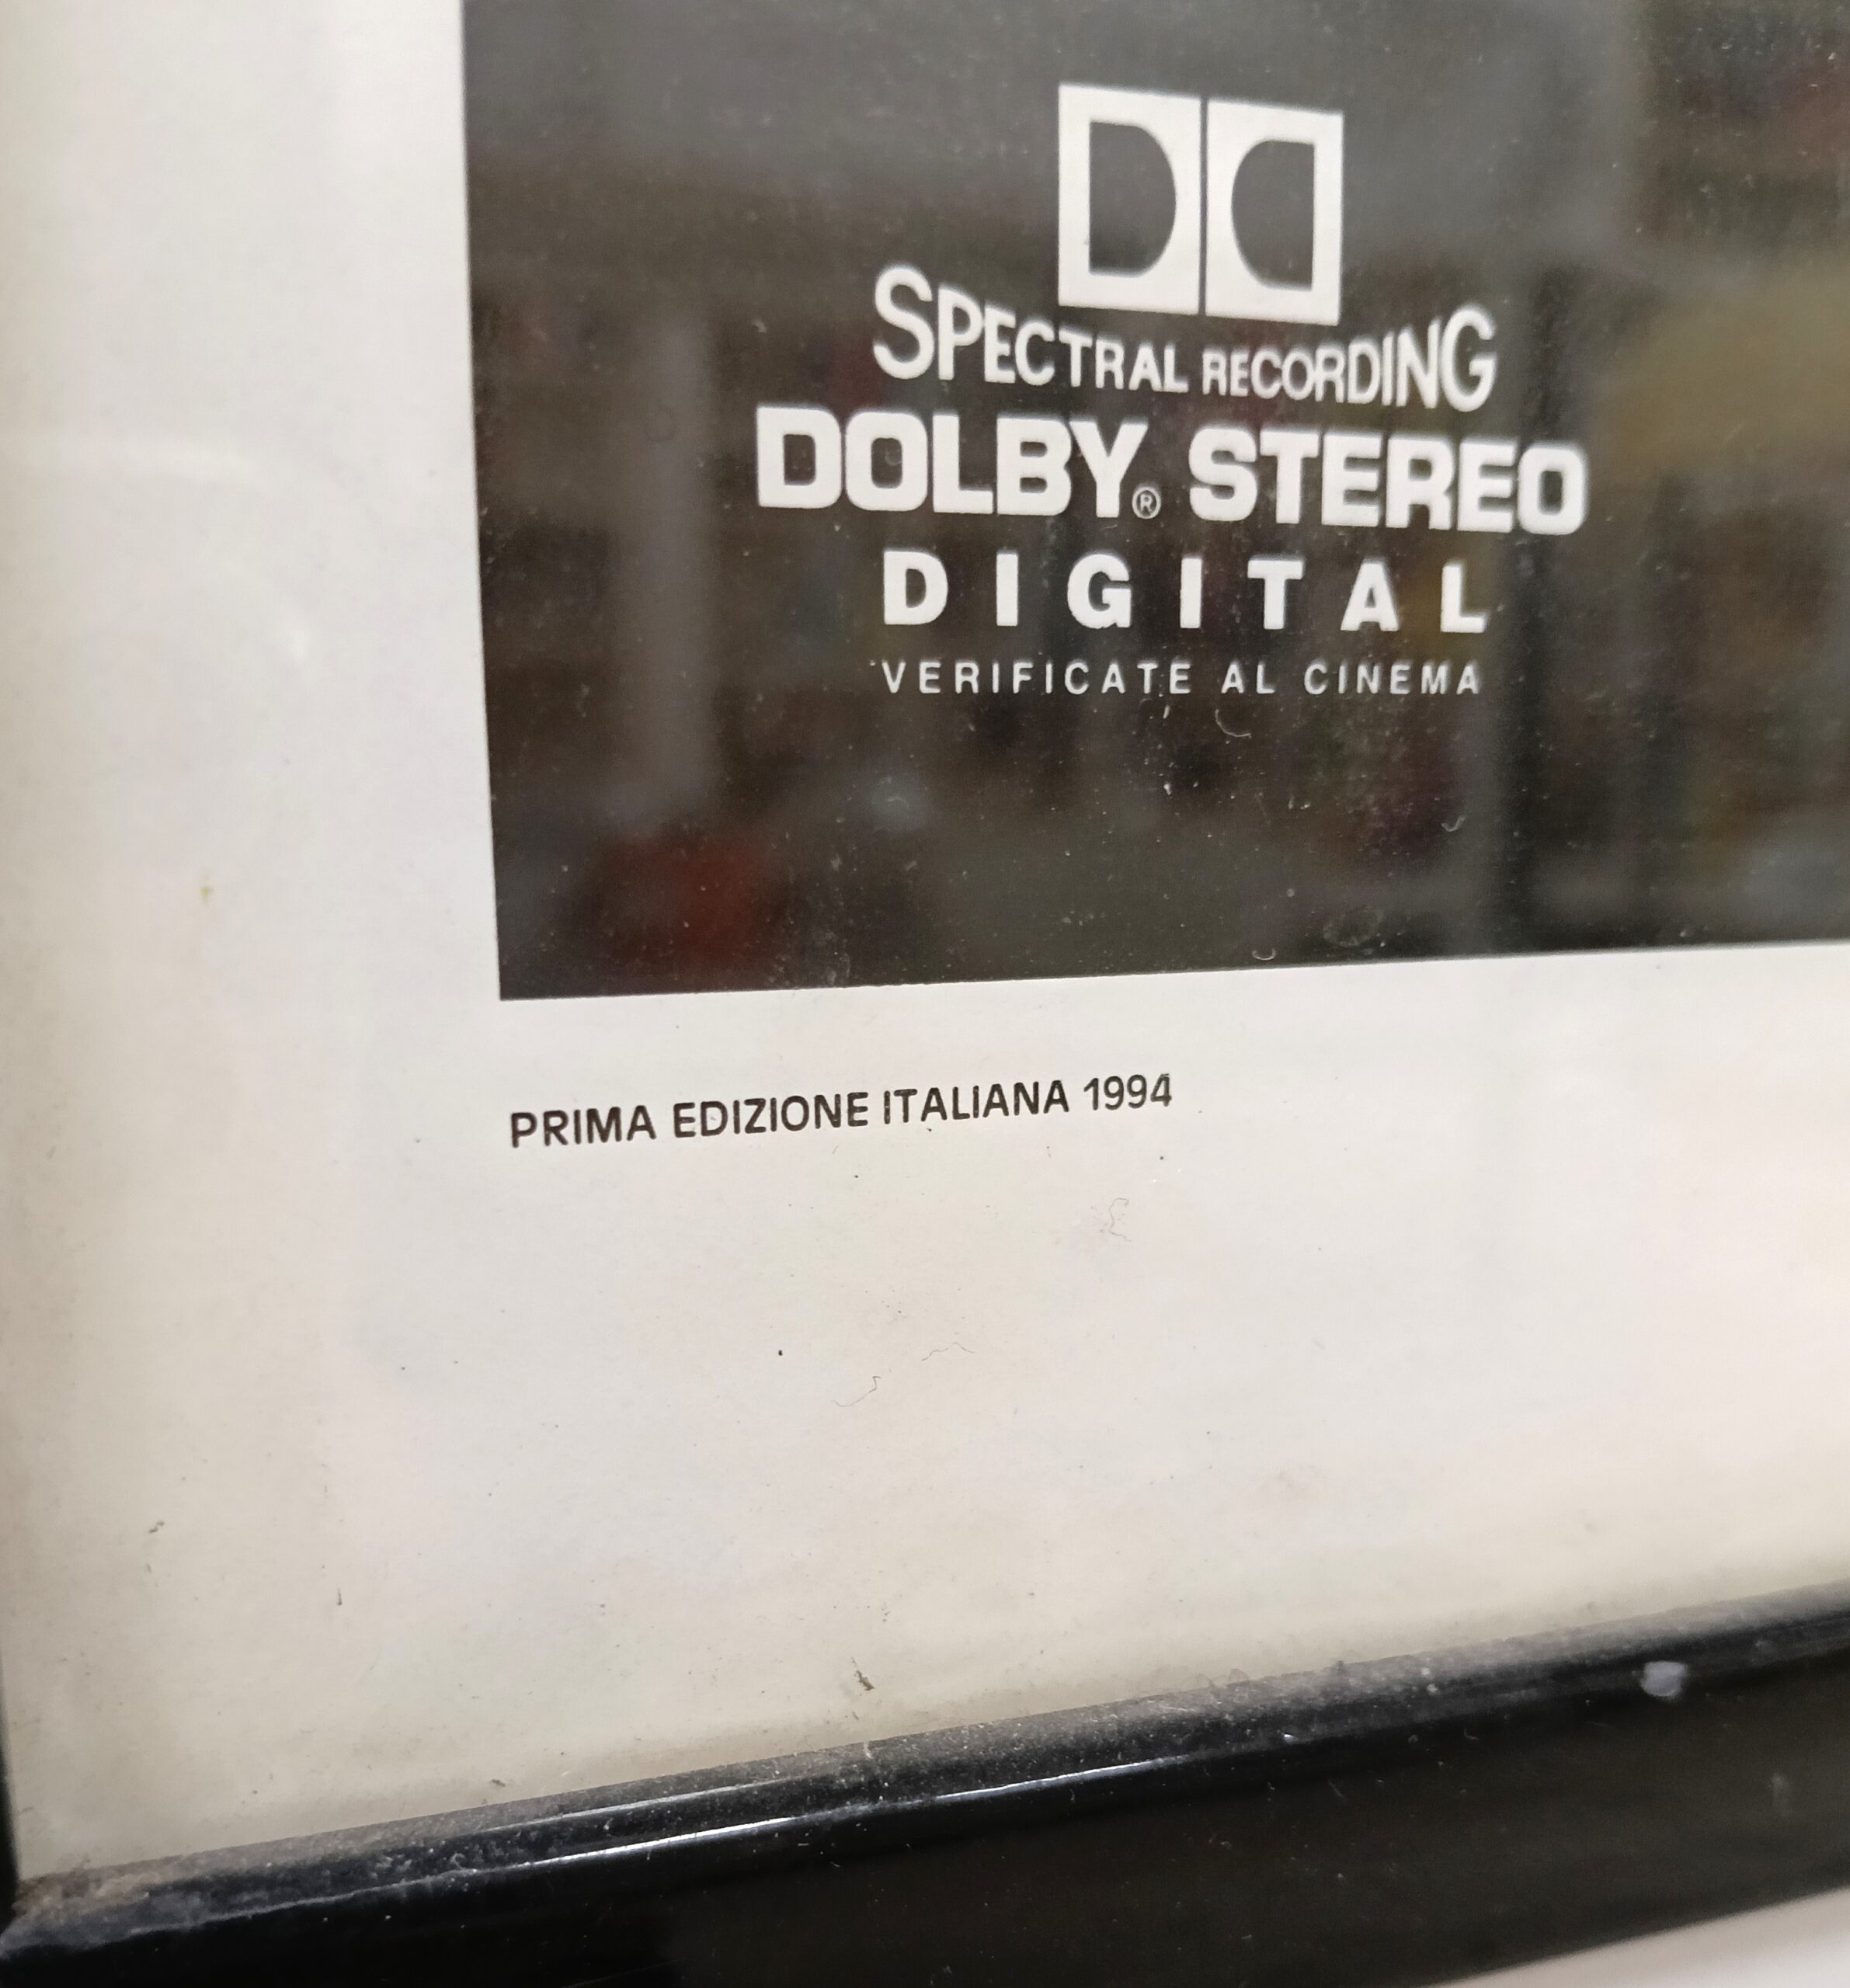 SPECTRAL RECORDING
DOLBY® STEREO
DIGITAL
VERIFICATE AL CINEMA
PRIMA EDIZIONE ITALIANA 1994